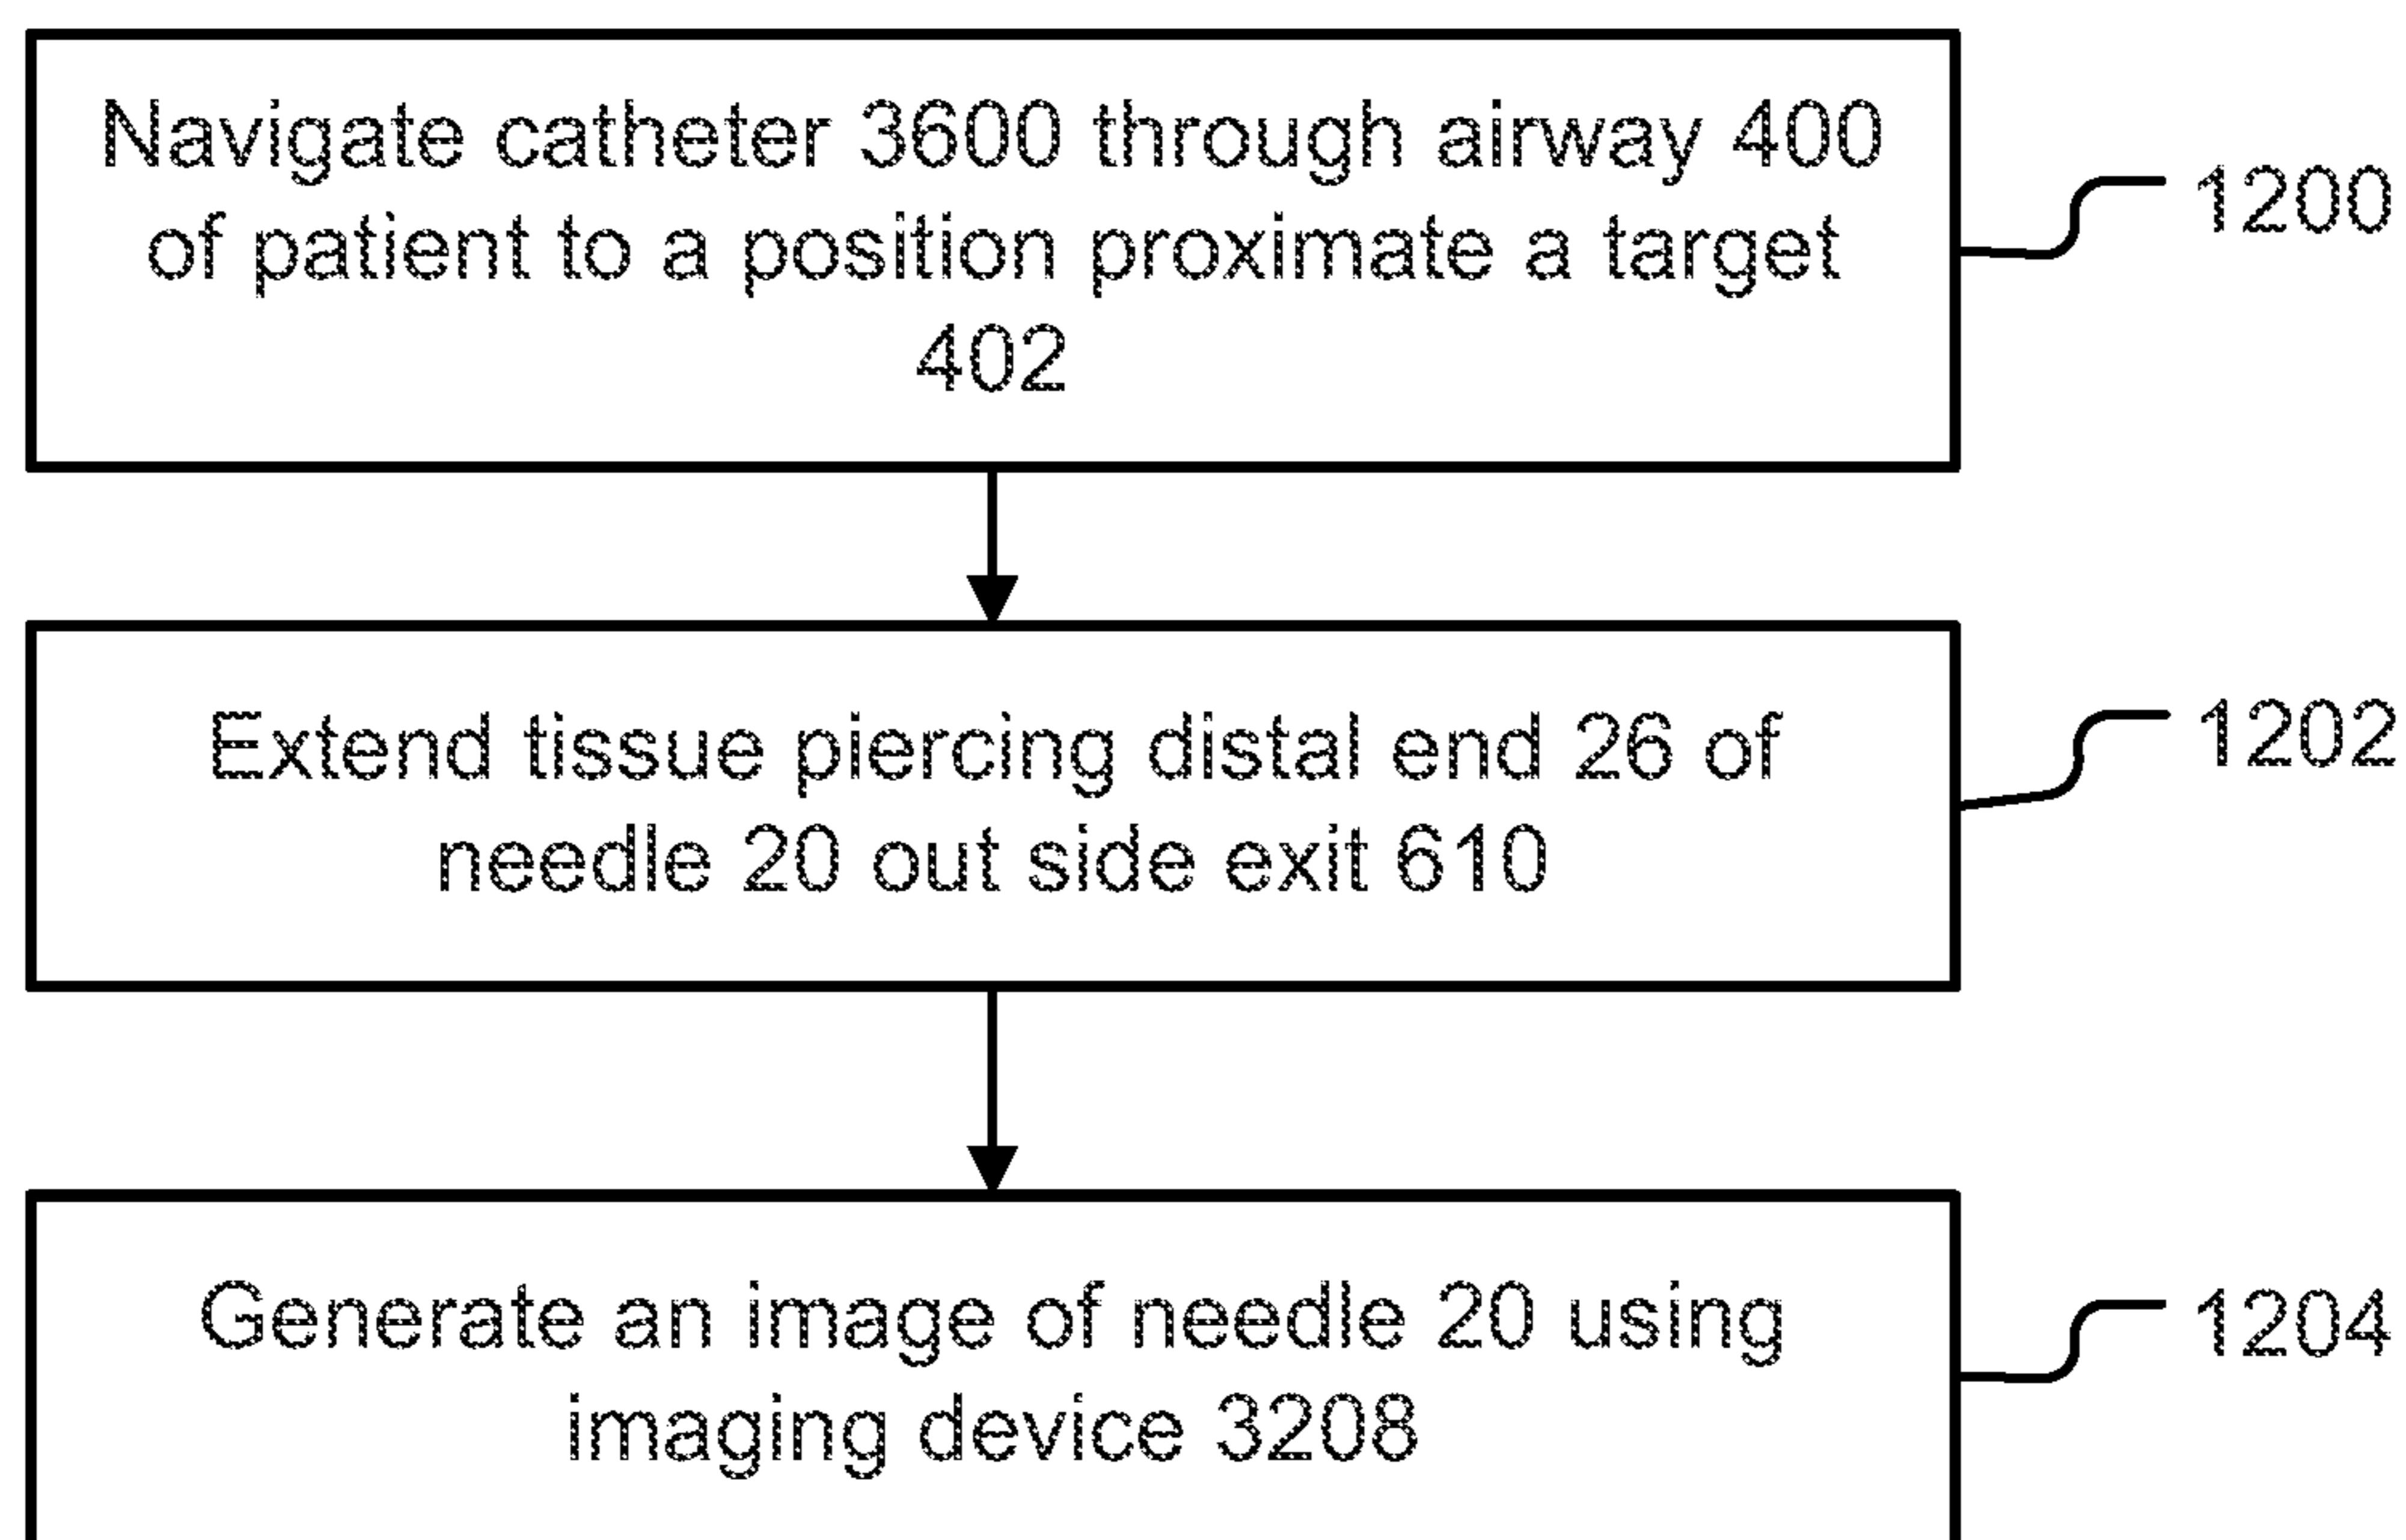 Navigate catheter 3600 through airway 400
of patient to a position proximate a target
402
1200
Extend tissue piercing distal end 26 of
needle 20 out side exit 610
1202
Generate an image of needle 20 using
imaging device 3208
1204